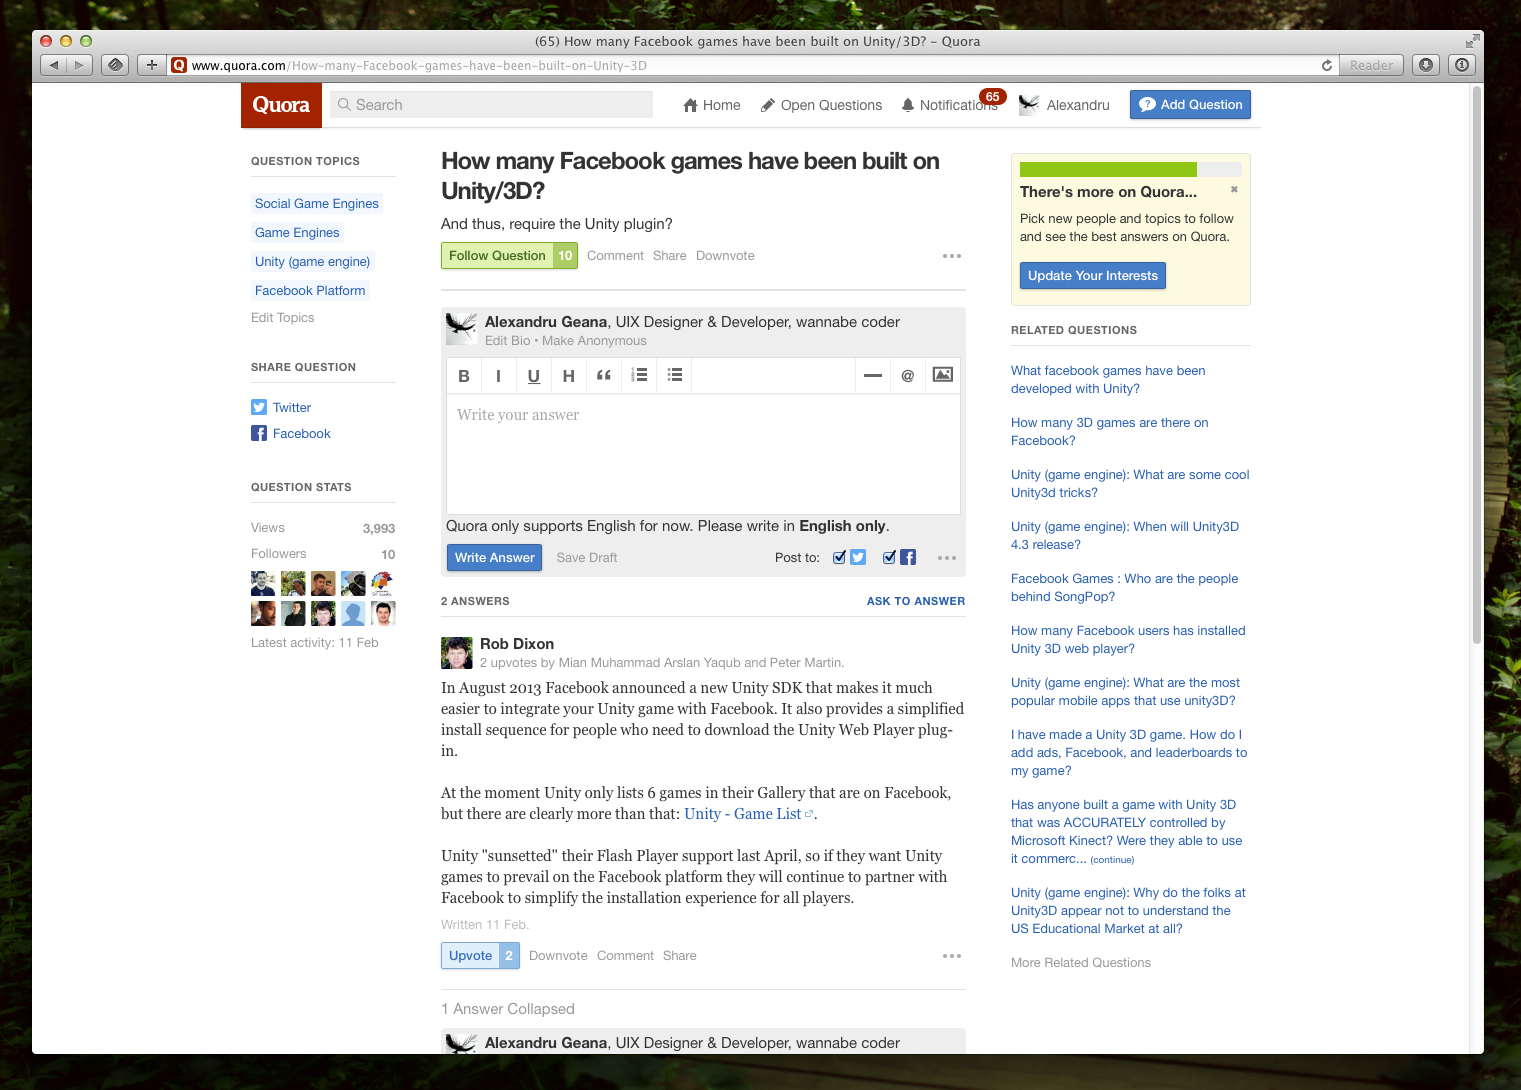 (65) How many Facebook games have been built on Unity/3D? – Quora
www.quora.com/How-many-Facebook-games-have-been-built-on-Unity-3D
Reader
Quora
Search
Home
Open Questions
Notifications
65
Alexandru
Add Question
QUESTION TOPICS
Social Game Engines
Game Engines
Unity (game engine)
Facebook Platform
Edit Topics
SHARE QUESTION
Twitter
Facebook
QUESTION STATS
Views 3,993
Followers 10
Latest activity: 11 Feb
How many Facebook games have been built on
Unity/3D?
And thus, require the Unity plugin?
Follow Question 10 Comment Share Downvote
Alexandru Geana, UIX Designer & Developer, wannabe coder
Edit Bio • Make Anonymous
B I U H “ @
Write your answer
Quora only supports English for now. Please write in English only.
Write Answer Save Draft Post to:
2 ANSWERS ASK TO ANSWER
Rob Dixon
2 upvotes by Mian Muhammad Arslan Yaqub and Peter Martin.
In August 2013 Facebook announced a new Unity SDK that makes it much
easier to integrate your Unity game with Facebook. It also provides a simplified
install sequence for people who need to download the Unity Web Player plug-
in.
At the moment Unity only lists 6 games in their Gallery that are on Facebook,
but there are clearly more than that: Unity - Game List.
Unity "sunsetted" their Flash Player support last April, so if they want Unity
games to prevail on the Facebook platform they will continue to partner with
Facebook to simplify the installation experience for all players.
Written 11 Feb.
Upvote 2 Downvote Comment Share
1 Answer Collapsed
Alexandru Geana, UIX Designer & Developer, wannabe coder
There's more on Quora...
Pick new people and topics to follow
and see the best answers on Quora.
Update Your Interests
RELATED QUESTIONS
What facebook games have been
developed with Unity?
How many 3D games are there on
Facebook?
Unity (game engine): What are some cool
Unity3d tricks?
Unity (game engine): When will Unity3D
4.3 release?
Facebook Games : Who are the people
behind SongPop?
How many Facebook users has installed
Unity 3D web player?
Unity (game engine): What are the most
popular mobile apps that use unity3D?
I have made a Unity 3D game. How do I
add ads, Facebook, and leaderboards to
my game?
Has anyone built a game with Unity 3D
that was ACCURATELY controlled by
Microsoft Kinect? Were they able to use
it commerc... (continue)
Unity (game engine): Why do the folks at
Unity3D appear not to understand the
US Educational Market at all?
More Related Questions